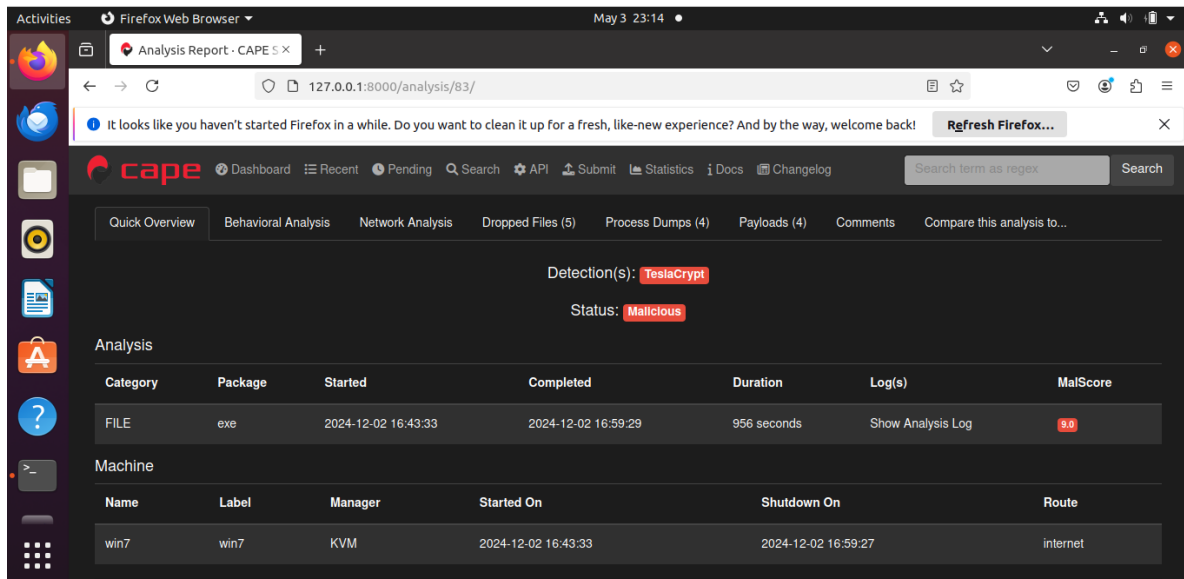 Activities Firefox Web Browser May 3 23:14
Analysis Report · CAPE S
127.0.0.1:8000/analysis/83/
It looks like you haven't started Firefox in a while. Do you want to clean it up for a fresh, like-new experience? And by the way, welcome back! Refresh Firefox...
cape Dashboard Recent Pending Search API Submit Statistics Docs Changelog Search term as regex Search
Quick Overview Behavioral Analysis Network Analysis Dropped Files (5) Process Dumps (4) Payloads (4) Comments Compare this analysis to...
Detection(s): TeslaCrypt
Status: Malicious
Analysis
Category Package Started Completed Duration Log(s) MalScore
FILE exe 2024-12-02 16:43:33 2024-12-02 16:59:29 956 seconds Show Analysis Log 9.0
Machine
Name Label Manager Started On Shutdown On Route
win7 win7 KVM 2024-12-02 16:43:33 2024-12-02 16:59:27 internet